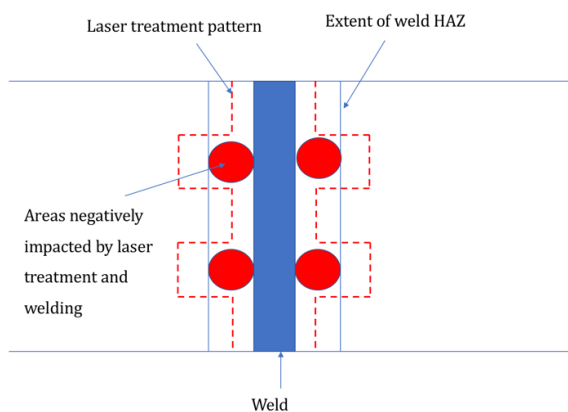 Laser treatment pattern
Extent of weld HAZ
Areas negatively
impacted by laser
treatment and
welding
Weld